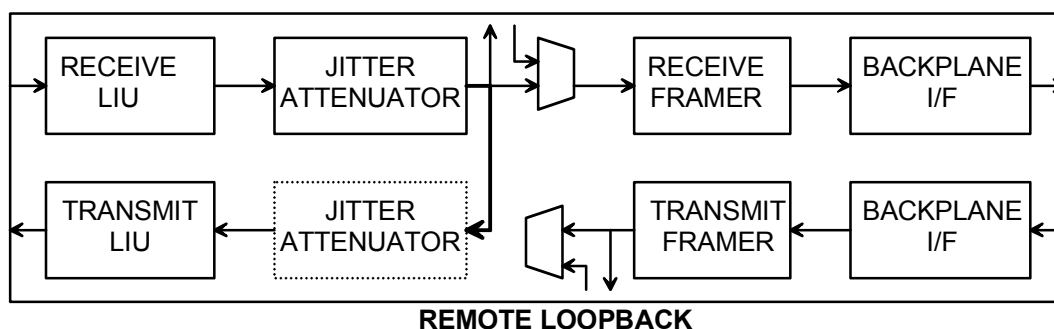 RECEIVE
LIU
JITTER
ATTENUATOR
RECEIVE
FRAMER
BACKPLANE
I/F
TRANSMIT
LIU
JITTER
ATTENUATOR
TRANSMIT
FRAMER
BACKPLANE
I/F
REMOTE LOOPBACK